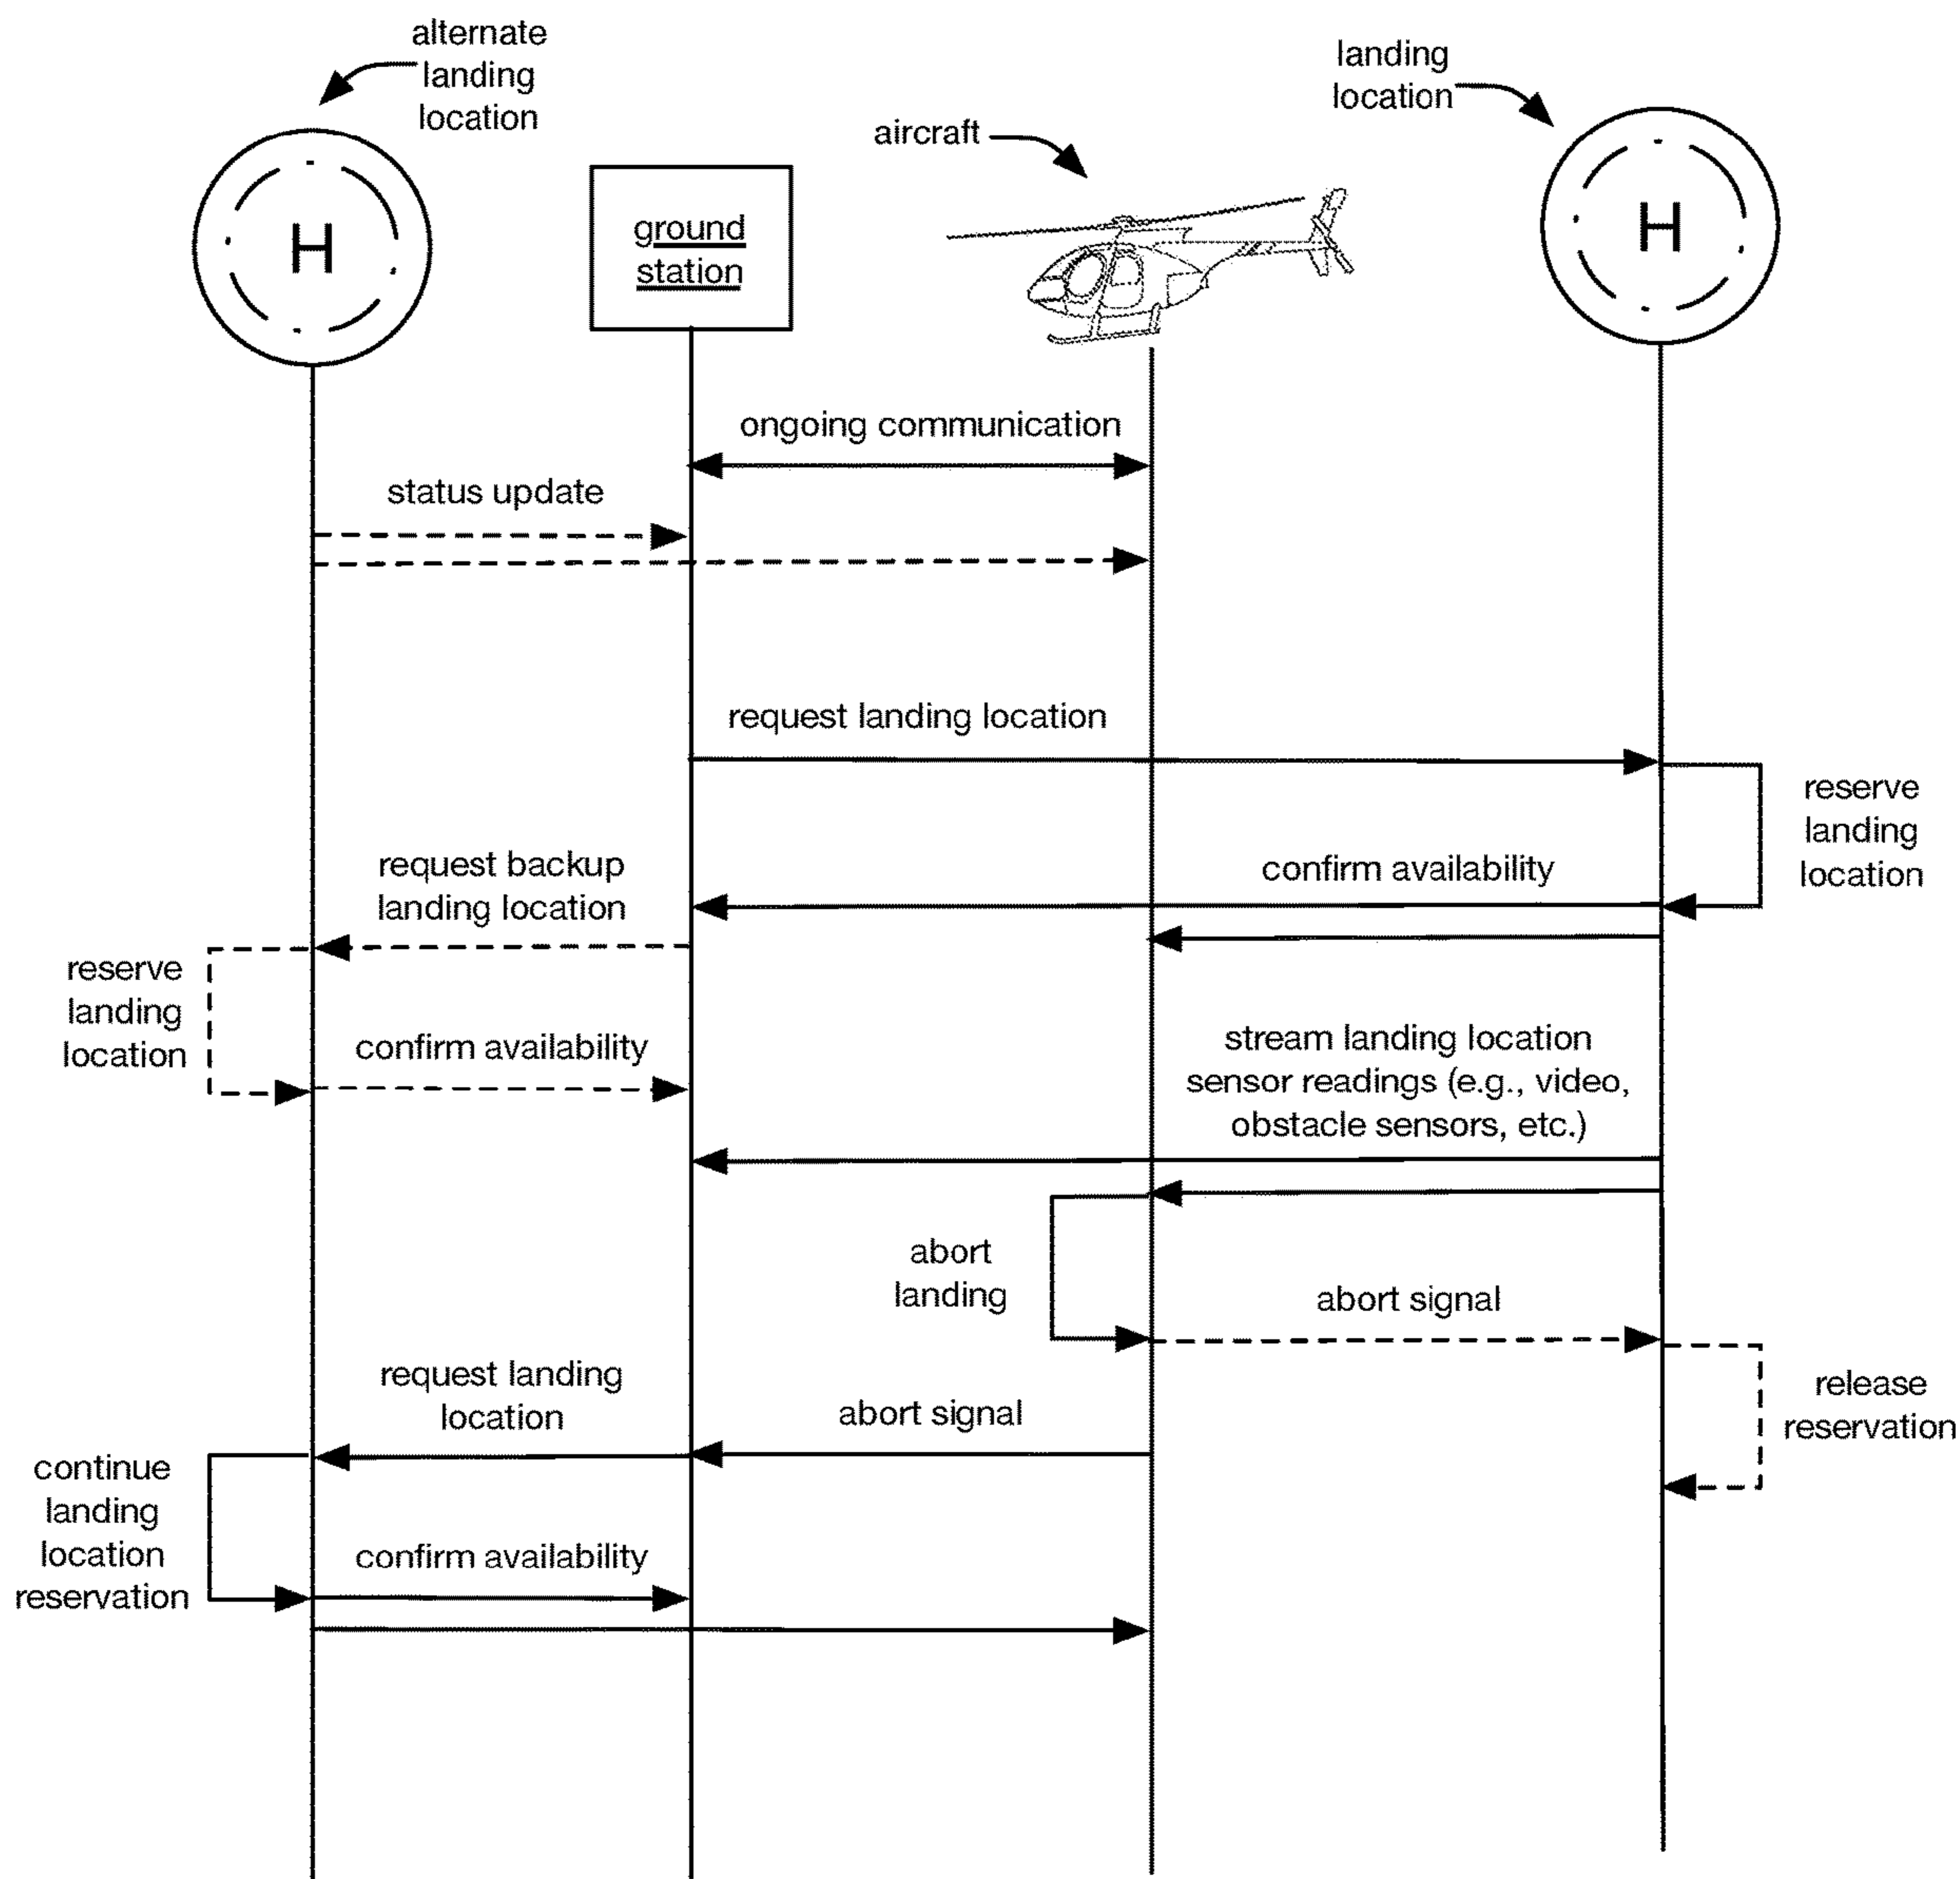 alternate
landing
location
landing
location
aircraft
H
ground
station
H
ongoing communication
status update
request landing location
reserve
landing
location
request backup
landing location
confirm availability
reserve
landing
location
confirm availability
stream landing location
sensor readings (e.g., video,
obstacle sensors, etc.)
abort
landing
abort signal
request landing
location
abort signal
release
reservation
continue
landing
location
reservation
confirm availability